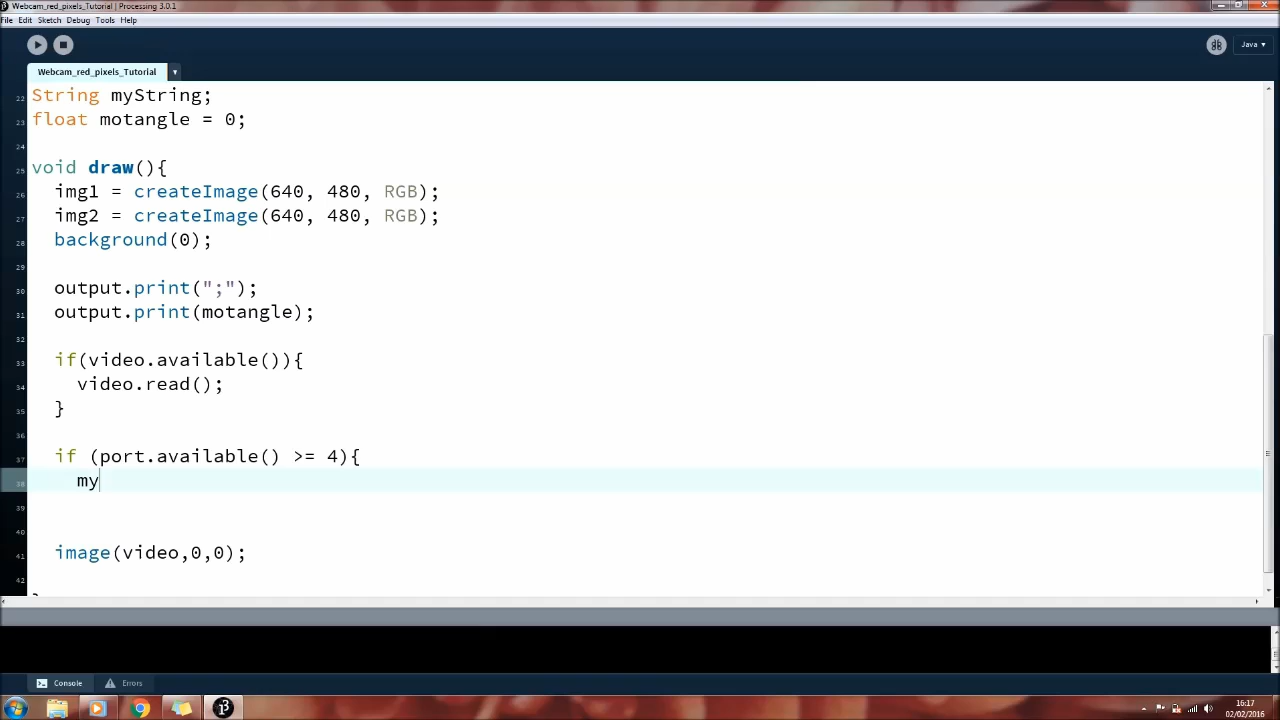 Webcam_red_pixels_Tutorial | Processing 3.0.1
File Edit Sketch Debug Tools Help
Java ▾
Webcam_red_pixels_Tutorial
22 String myString;
23 float motangle = 0;
24
25 void draw(){
26 img1 = createImage(640, 480, RGB);
27 img2 = createImage(640, 480, RGB);
28 background(0);
29
30 output.print(";");
31 output.print(motangle);
32
33 if(video.available()){
34 video.read();
35 }
36
37 if (port.available() >= 4){
38 my
39
40
41 image(video,0,0);
42
Console Errors
16:17
02/02/2016